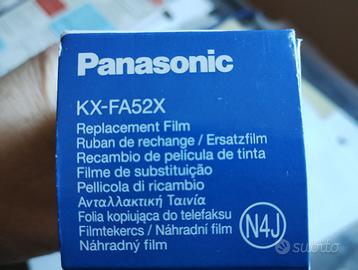 Panasonic
KX-FA52X
Replacement Film
Ruban de rechange / Ersatzfilm
Recambio de película de tinta
Filme de substituição
Pellicola di ricambio
Ανταλλακτική Ταινία
Folia kopiująca do telefaksu
Filmtekercs / Náhradní film
Náhradný film
N4J
subito